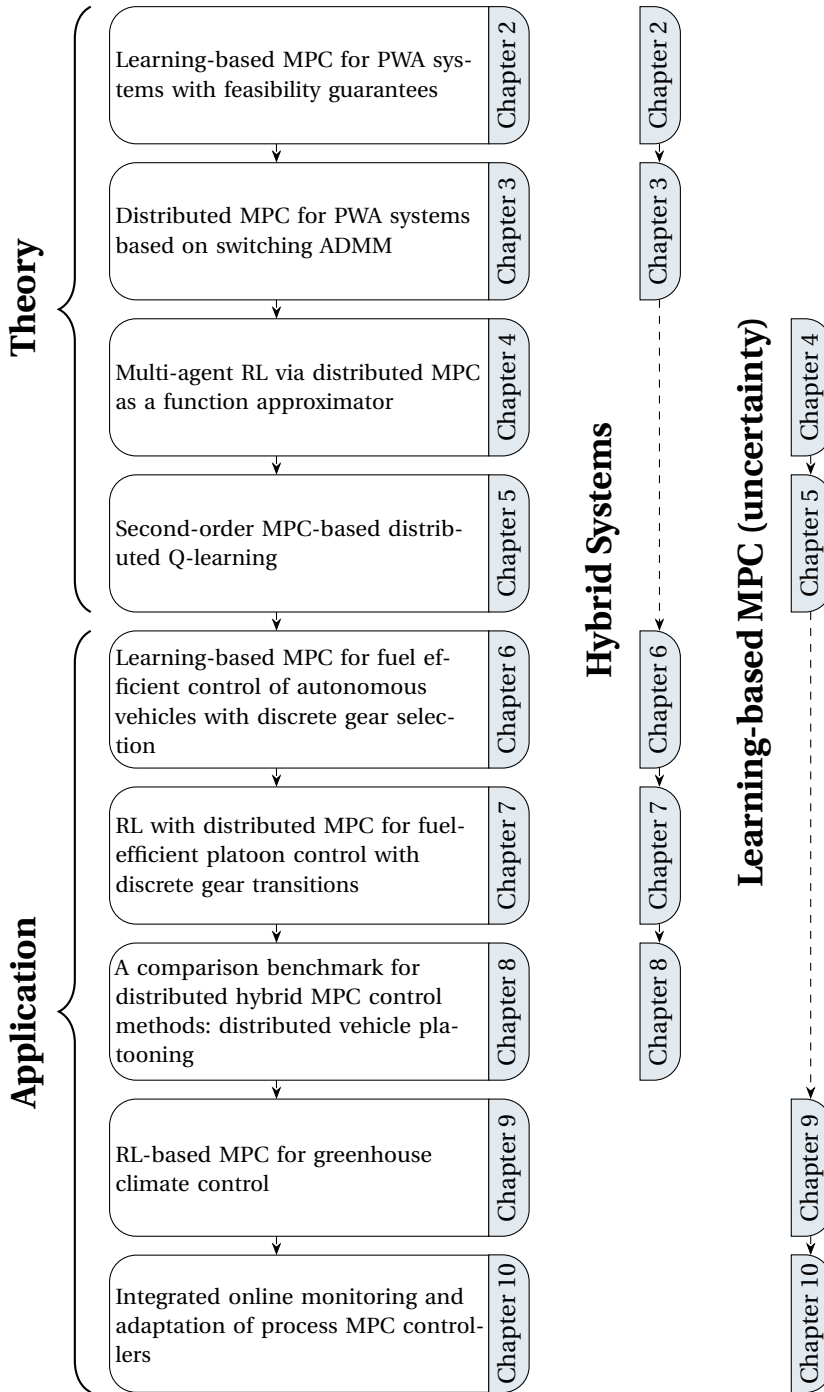 Theory
Learning-based MPC for PWA sys-
tems with feasibility guarantees
Chapter 2
Distributed MPC for PWA systems
based on switching ADMM
Chapter 3
Multi-agent RL via distributed MPC
as a function approximator
Chapter 4
Second-order MPC-based distrib-
uted Q-learning
Chapter 5
Application
Learning-based MPC for fuel ef-
ficient control of autonomous
vehicles with discrete gear selec-
tion
Chapter 6
RL with distributed MPC for fuel-
efficient platoon control with
discrete gear transitions
Chapter 7
A comparison benchmark for
distributed hybrid MPC control
methods: distributed vehicle pla-
tooning
Chapter 8
RL-based MPC for greenhouse
climate control
Chapter 9
Integrated online monitoring and
adaptation of process MPC control-
lers
Chapter 10
Hybrid Systems
Chapter 2
Chapter 3
Chapter 6
Chapter 7
Chapter 8
Learning-based MPC (uncertainty)
Chapter 4
Chapter 5
Chapter 9
Chapter 10